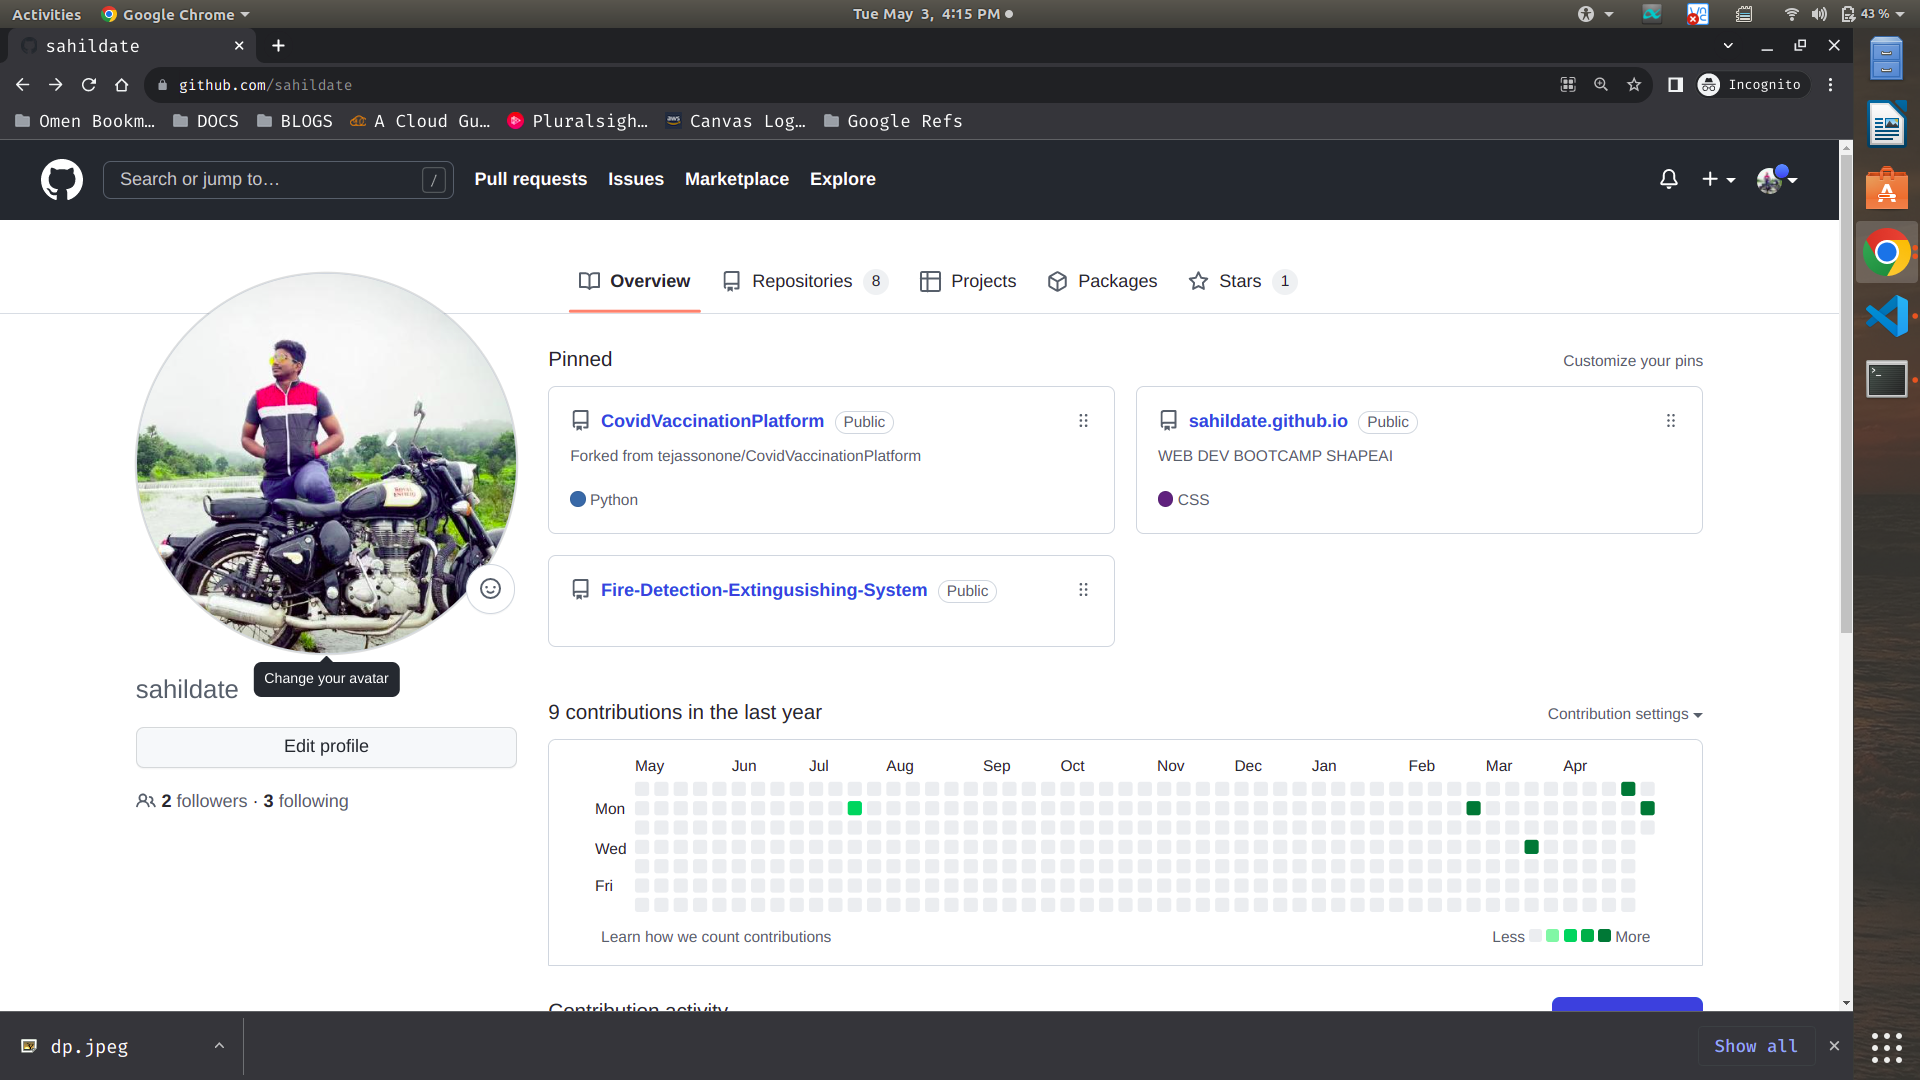 Activities Google Chrome Tue May 3, 4:15 PM 43 %
sahildate
github.com/sahildate Incognito
Omen Bookm… DOCS BLOGS A Cloud Gu… Pluralsigh… Canvas Log… Google Refs
Search or jump to… / Pull requests Issues Marketplace Explore
Overview Repositories 8 Projects Packages Stars 1
Pinned Customize your pins
CovidVaccinationPlatform Public
Forked from tejassonone/CovidVaccinationPlatform
Python
sahildate.github.io Public
WEB DEV BOOTCAMP SHAPEAI
CSS
Fire-Detection-Extingusishing-System Public
Change your avatar
sahildate
Edit profile
2 followers · 3 following
9 contributions in the last year Contribution settings
May Jun Jul Aug Sep Oct Nov Dec Jan Feb Mar Apr
Mon
Wed
Fri
Learn how we count contributions Less More
Contribution activity
dp.jpeg Show all